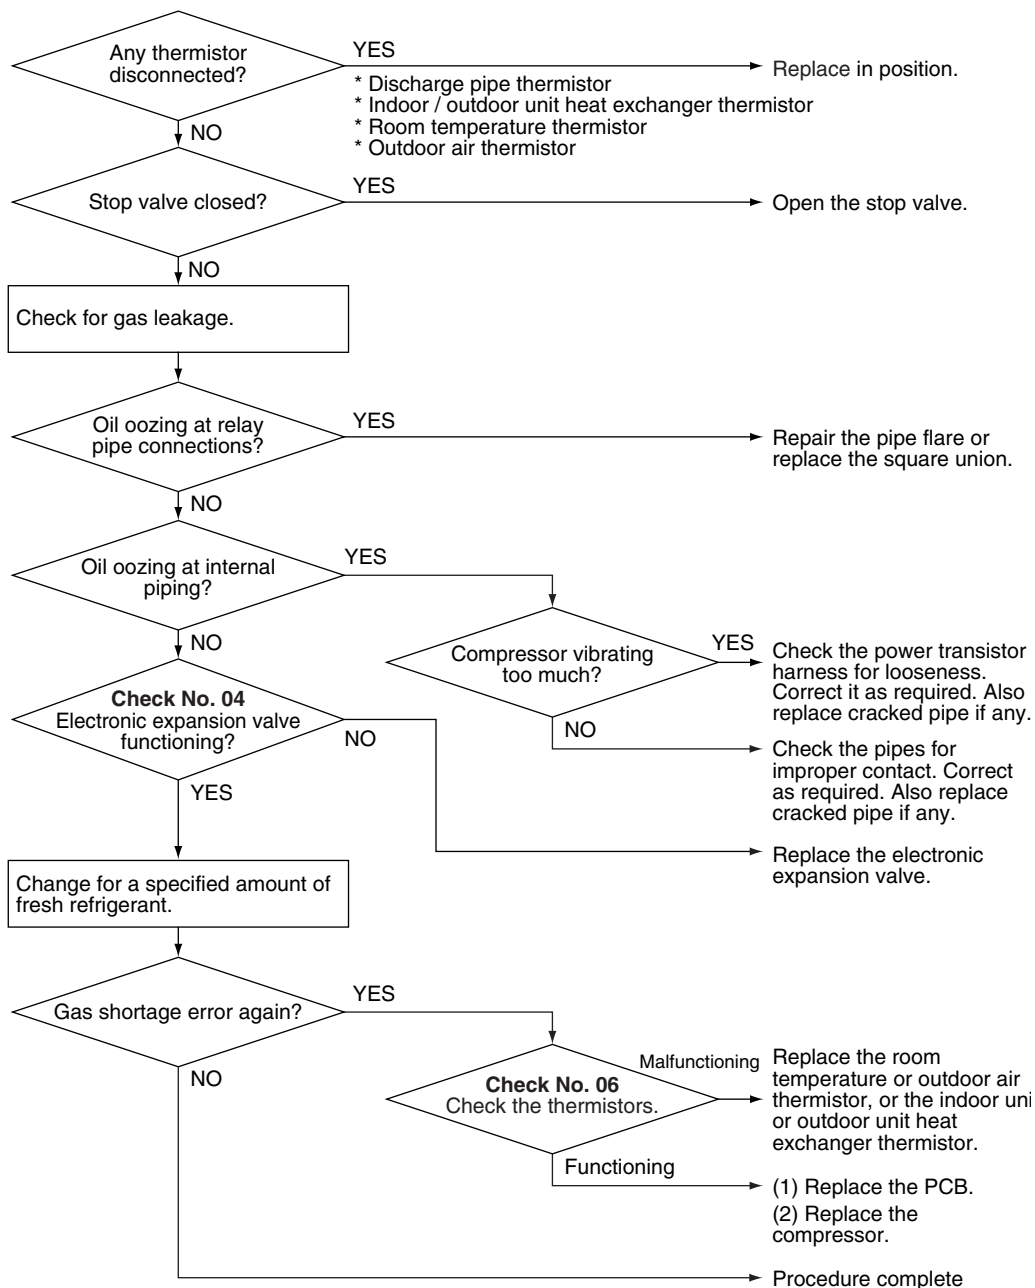 Any thermistor
disconnected?
YES
* Discharge pipe thermistor
* Indoor / outdoor unit heat exchanger thermistor
* Room temperature thermistor
* Outdoor air thermistor
Replace in position.
NO
Stop valve closed?
YES
Open the stop valve.
NO
Check for gas leakage.
Oil oozing at relay
pipe connections?
YES
Repair the pipe flare or
replace the square union.
NO
Oil oozing at internal
piping?
YES
NO
Compressor vibrating
too much?
YES
Check the power transistor
harness for looseness.
Correct it as required. Also
replace cracked pipe if any.
NO
Check the pipes for
improper contact. Correct
as required. Also replace
cracked pipe if any.
Check No. 04
Electronic expansion valve
functioning?
NO
Replace the electronic
expansion valve.
YES
Change for a specified amount of
fresh refrigerant.
Gas shortage error again?
YES
NO
Check No. 06
Check the thermistors.
Malfunctioning
Replace the room
temperature or outdoor air
thermistor, or the indoor uni
or outdoor unit heat
exchanger thermistor.
Functioning
(1) Replace the PCB.
(2) Replace the
compressor.
Procedure complete